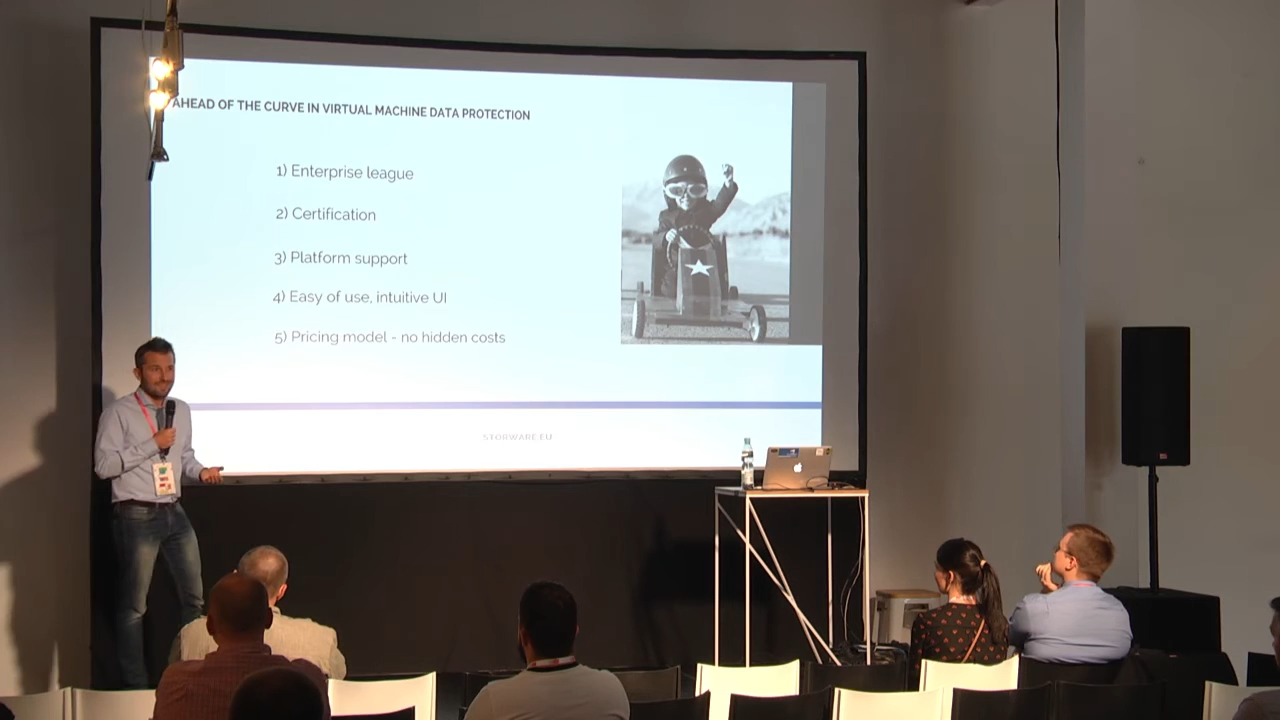 AHEAD OF THE CURVE IN VIRTUAL MACHINE DATA PROTECTION
1) Enterprise league
2) Certification
3) Platform support
4) Easy of use, intuitive UI
5) Pricing model - no hidden costs
STORWARE.EU